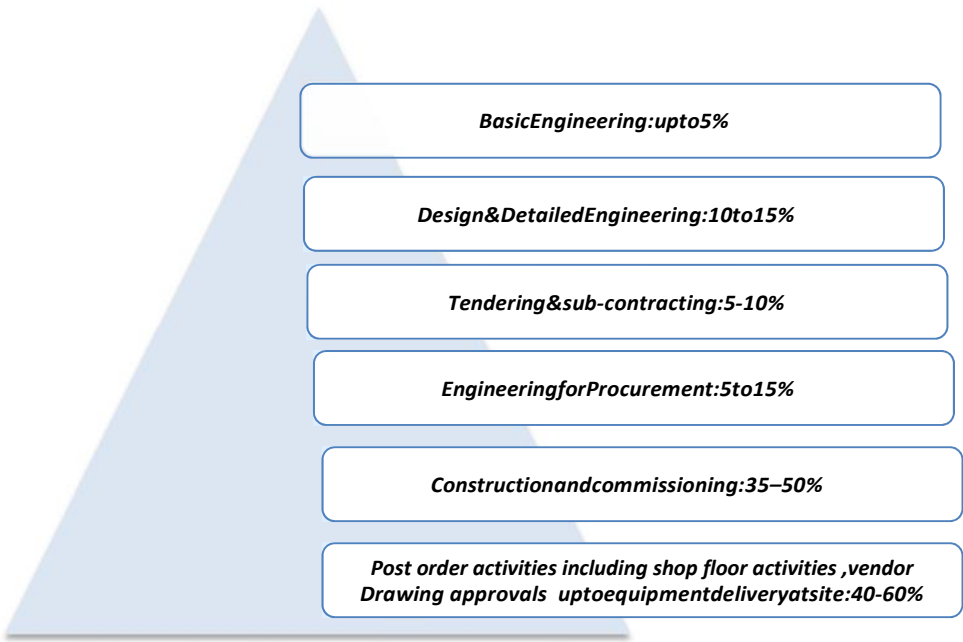 BasicEngineering:upto5%
Design&DetailedEngineering:10to15%
Tendering&sub-contracting:5-10%
EngineeringforProcurement:5to15%
Constructionandcommissioning:35–50%
Post order activities including shop floor activities ,vendor
Drawing approvals uptoequipmentdeliveryatsite:40-60%